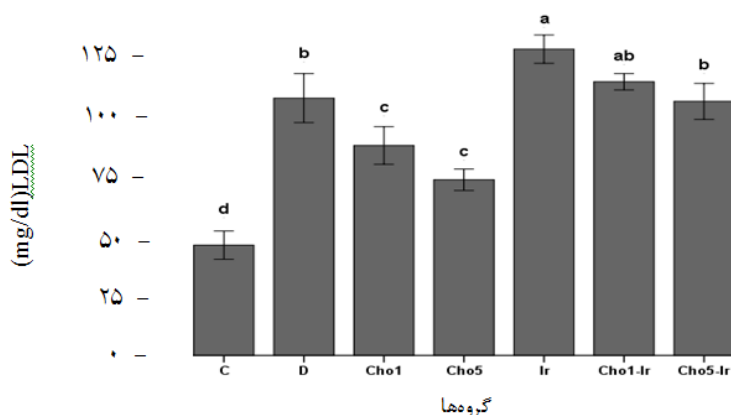 (mg/dl)LDL
۱۲۵
۱۰۰
۷۵
۵۰
۲۵
۰
d
b
c
c
a
ab
b
C D Cho1 Cho5 Ir Cho1-Ir Cho5-Ir
گروه‌ها